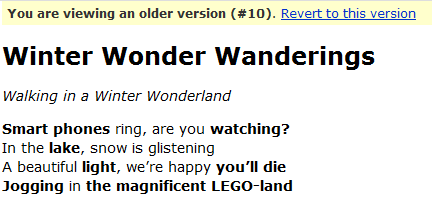 You are viewing an older version (#10). Revert to this version
Winter Wonder Wanderings
Walking in a Winter Wonderland
Smart phones ring, are you watching?
In the lake, snow is glistening
A beautiful light, we’re happy you’ll die
Jogging in the magnificent LEGO-land